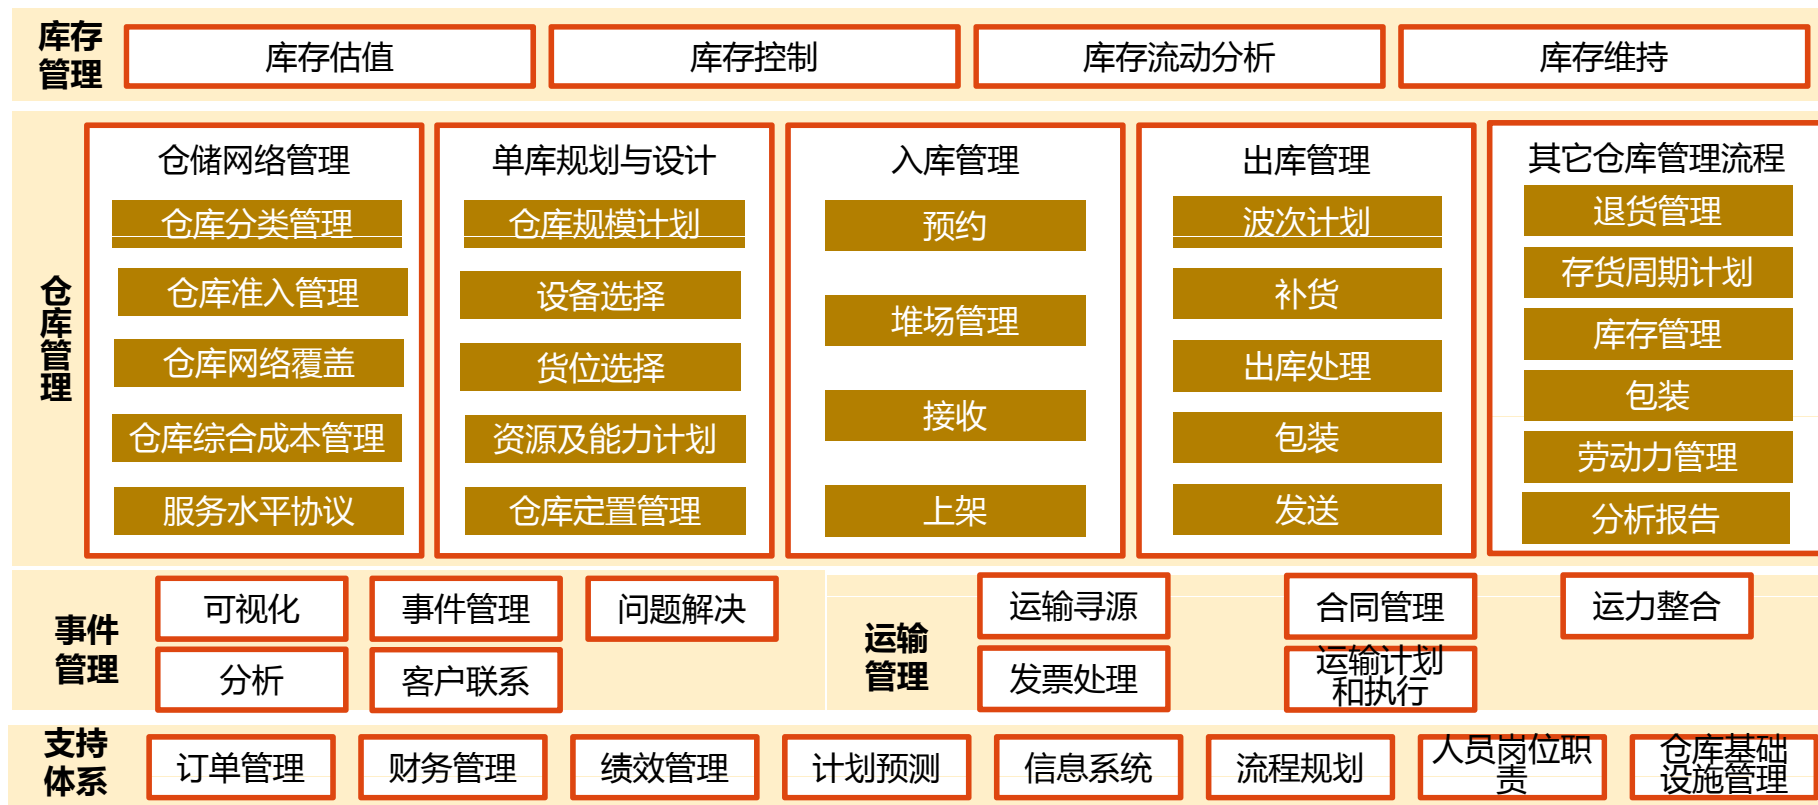 库存
管理
库存估值
库存控制
库存流动分析
库存维持
仓库管理
仓储网络管理
仓库分类管理
仓库准入管理
仓库网络覆盖
仓库综合成本管理
服务水平协议
单库规划与设计
仓库规模计划
设备选择
货位选择
资源及能力计划
仓库定置管理
入库管理
预约
堆场管理
接收
上架
出库管理
波次计划
补货
出库处理
包装
发送
其它仓库管理流程
退货管理
存货周期计划
库存管理
包装
劳动力管理
分析报告
事件
管理
可视化
事件管理
问题解决
分析
客户联系
运输
管理
运输寻源
合同管理
运力整合
发票处理
运输计划
和执行
支持
体系
订单管理
财务管理
绩效管理
计划预测
信息系统
流程规划
人员岗位职
责
仓库基础
设施管理